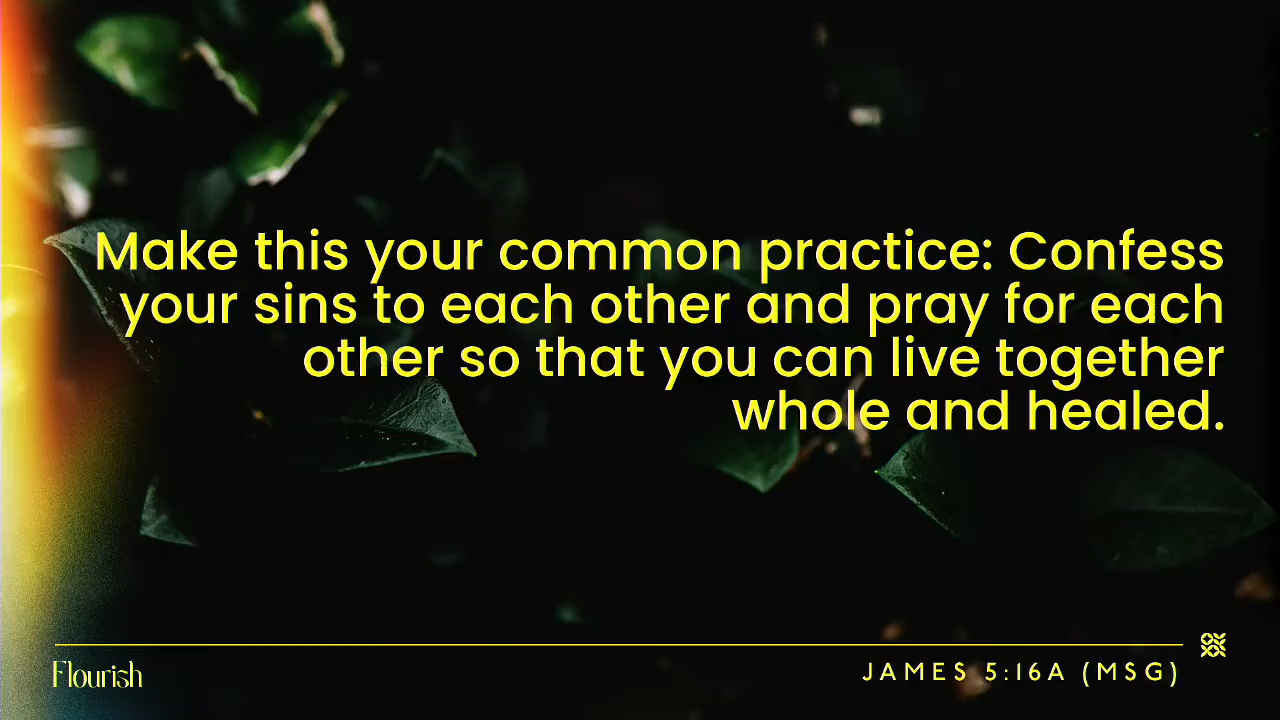 Make this your common practice: Confess
your sins to each other and pray for each
other so that you can live together
whole and healed.
Flourish
JAMES 5:16A (MSG)